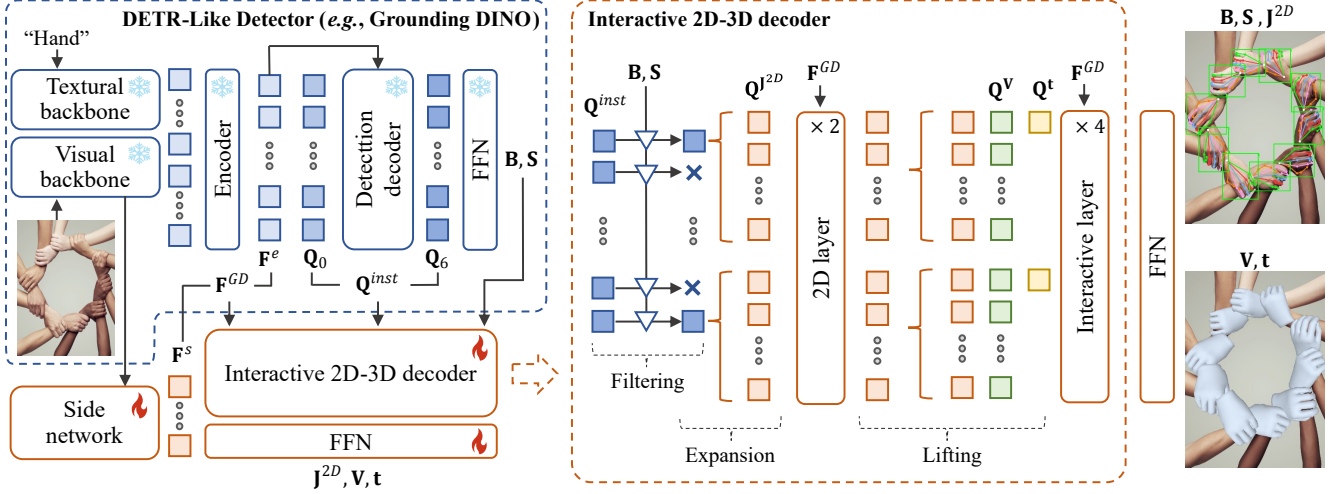 DETR-Like Detector (e.g., Grounding DINO)
“Hand”
Textural
backbone
Visual
backbone
Encoder
Detecttion
decoder
FFN
B, S
F^e
Q_0
Q_6
F^{GD}
Q^{inst}
F^s
Side
network
Interactive 2D-3D decoder
FFN
J^{2D}, V, t
Interactive 2D-3D decoder
B, S
Q^{inst}
Q^{J^{2D}}
F^{GD}
× 2
2D layer
Q^V
Q^t
F^{GD}
× 4
Interactive layer
Filtering
Expansion
Lifting
FFN
B, S , J^{2D}
V, t